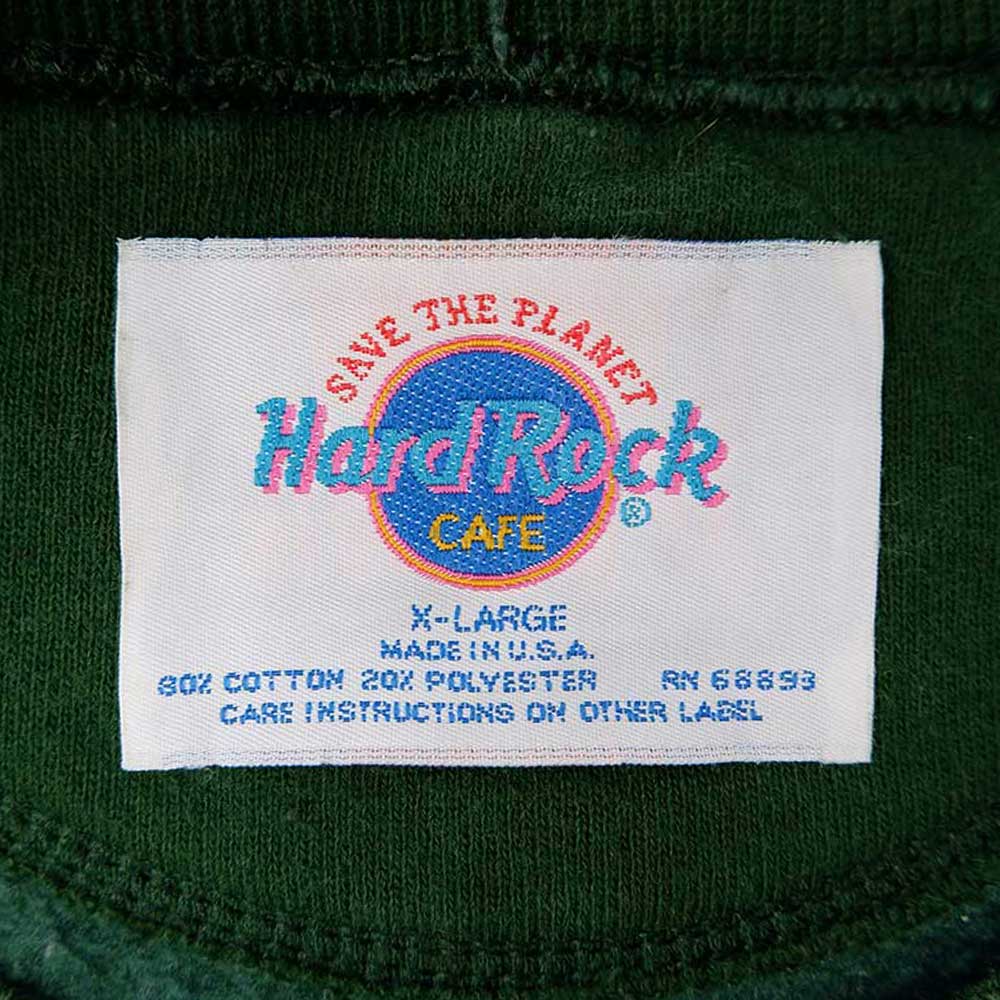 SAVE THE PLANET
Hard Rock
CAFE ®
X-LARGE
MADE IN U.S.A.
80% COTTON 20% POLYESTER RN 68893
CARE INSTRUCTIONS ON OTHER LABEL